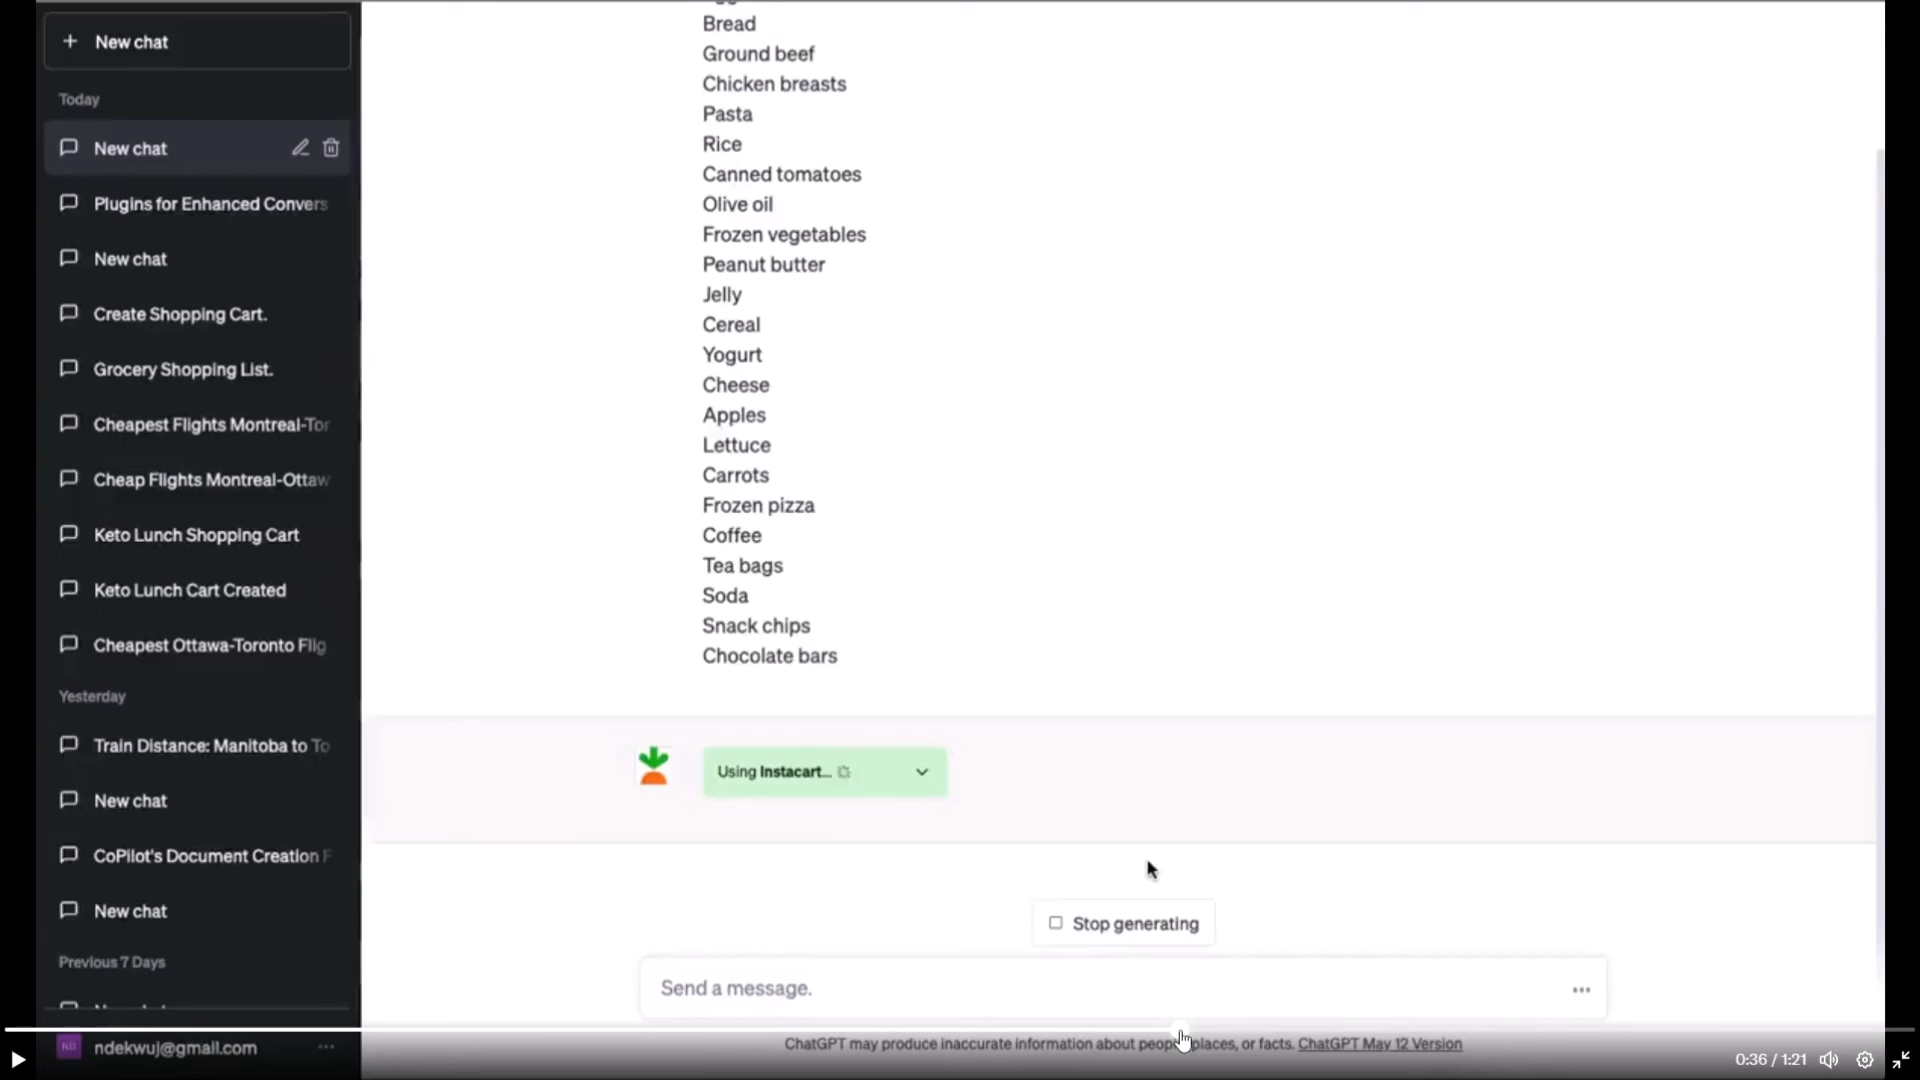 New chat
Today
New chat
Plugins for Enhanced Convers
New chat
Create Shopping Cart.
Grocery Shopping List.
Cheapest Flights Montreal-Tor
Cheap Flights Montreal-Ottaw
Keto Lunch Shopping Cart
Keto Lunch Cart Created
Cheapest Ottawa-Toronto Flig
Yesterday
Train Distance: Manitoba to To
New chat
CoPilot's Document Creation F
New chat
Previous 7 Days
ND
ndekwuj@gmail.com
Bread
Ground beef
Chicken breasts
Pasta
Rice
Canned tomatoes
Olive oil
Frozen vegetables
Peanut butter
Jelly
Cereal
Yogurt
Cheese
Apples
Lettuce
Carrots
Frozen pizza
Coffee
Tea bags
Soda
Snack chips
Chocolate bars
Using Instacart...
Stop generating
Send a message.
ChatGPT may produce inaccurate information about places, or facts. ChatGPT May 12 Version
0:36 / 1:21